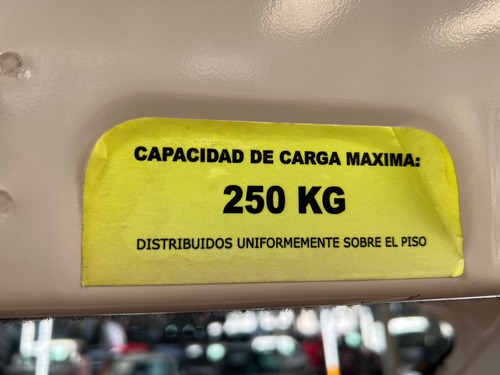 CAPACIDAD DE CARGA MAXIMA:
250 KG
DISTRIBUIDOS UNIFORMEMENTE SOBRE EL PISO